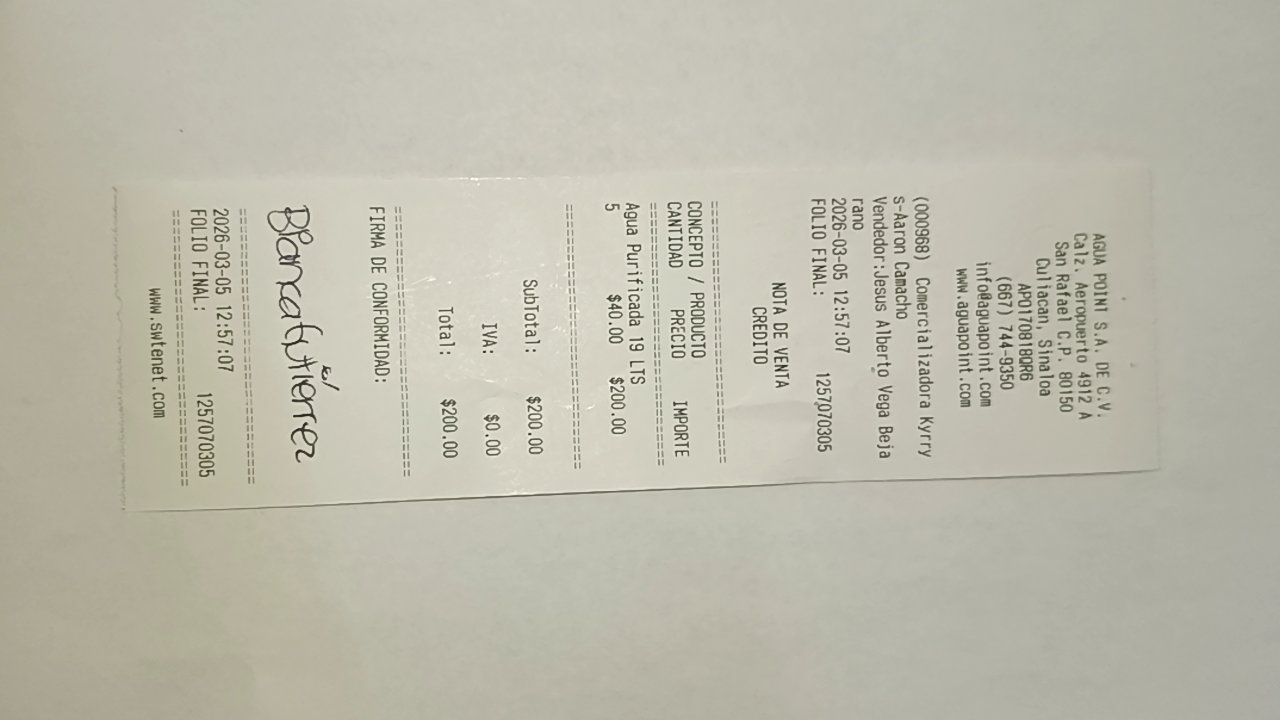 AGUA POINT S.A. DE C.V.
Calz. Aeropuerto 4912 A
San Rafael C.P. 80150
Culiacan, Sinaloa
APO170818QR6
(667) 744-9350
info@aguapoint.com
www.aguapoint.com
(000968) Comercializadora Kyrry
s-Aaron Camacho
Vendedor:Jesus Alberto Vega Beja
rano
2026-03-05 12:57:07
FOLIO FINAL: 1257070305
NOTA DE VENTA
CREDITO
===============================
CONCEPTO / PRODUCTO
CANTIDAD PRECIO IMPORTE
===============================
Agua Purificada 19 LTS
5 $40.00 $200.00
===============================
SubTotal: $200.00
IVA: $0.00
Total: $200.00
===============================
FIRMA DE CONFORMIDAD:
Blanca Gutiérrez
===============================
2026-03-05 12:57:07
FOLIO FINAL: 1257070305
===============================
www.swtenet.com